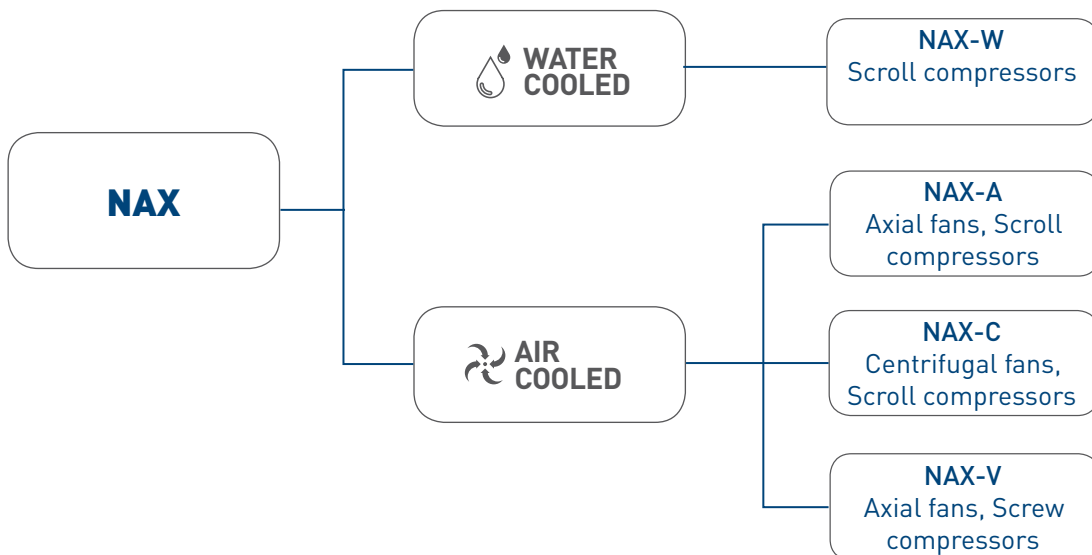 NAX
WATER
COOLED
NAX-W
Scroll compressors
AIR
COOLED
NAX-A
Axial fans, Scroll
compressors
NAX-C
Centrifugal fans,
Scroll compressors
NAX-V
Axial fans, Screw
compressors